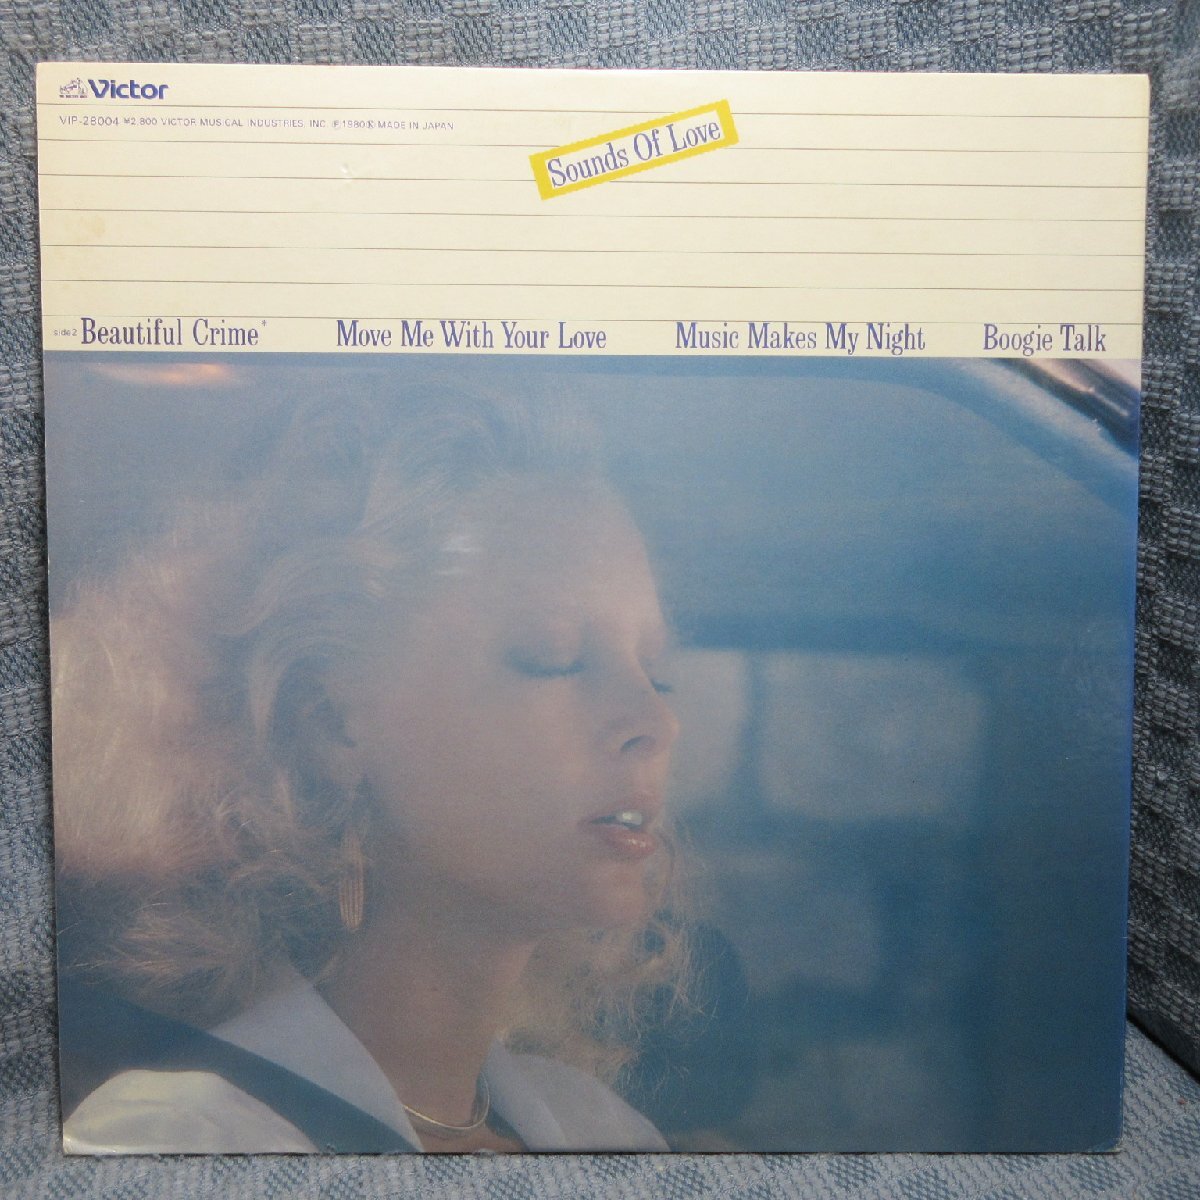 Victor
VIP-28004 ¥2,800 VICTOR MUSICAL INDUSTRIES, INC. Ⓟ1980 Ⓚ MADE IN JAPAN
Sounds Of Love
side 2 Beautiful Crime* Move Me With Your Love Music Makes My Night Boogie Talk